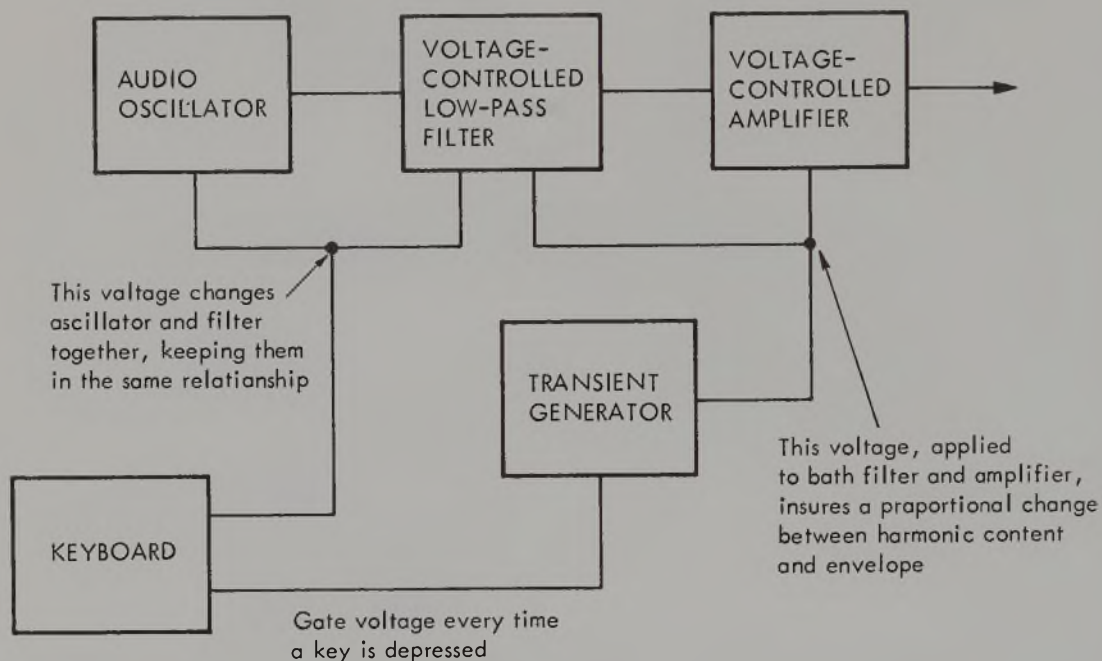 AUDIO
OSCILLATOR
VOLTAGE-
CONTROLLED
LOW-PASS
FILTER
VOLTAGE-
CONTROLLED
AMPLIFIER
This valtage changes
ascillator and filter
together, keeping them
in the same relatianship
TRANSIENT
GENERATOR
This voltage, applied
to bath filter and amplifier,
insures a prapartional change
between harmonic content
and envelope
KEYBOARD
Gate voltage every time
a key is depressed